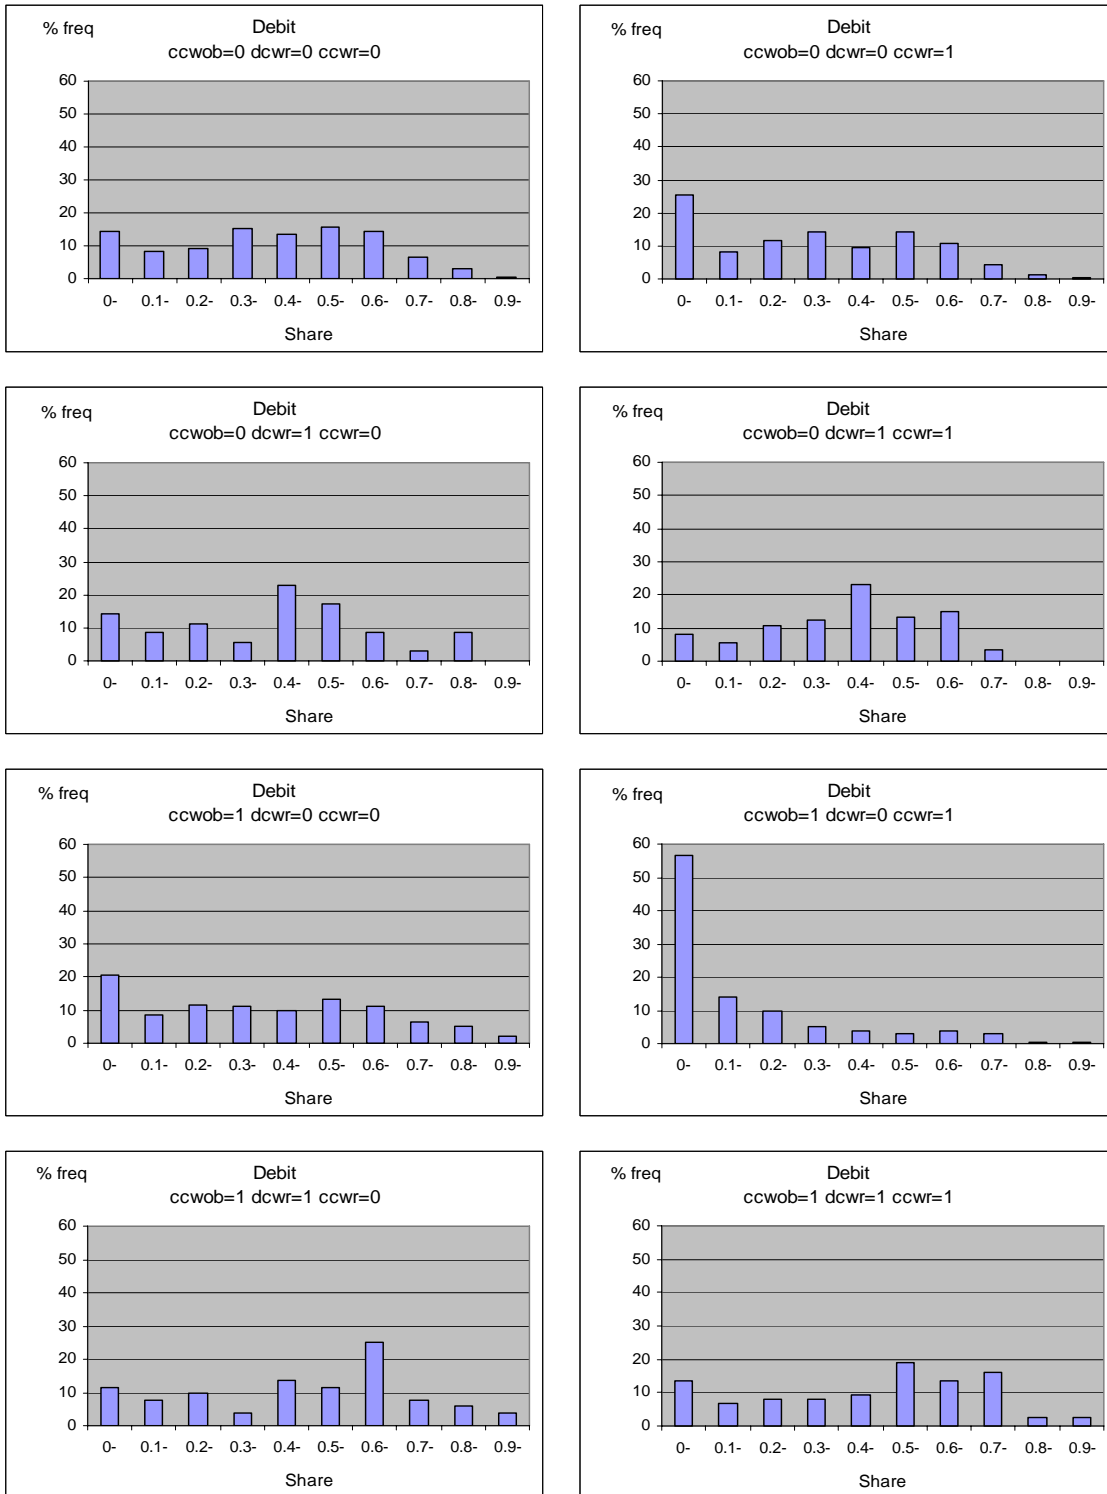 % freq
Debit
ccwob=0 dcwr=0 ccwr=0
60
50
40
30
20
10
0
0- 0.1- 0.2- 0.3- 0.4- 0.5- 0.6- 0.7- 0.8- 0.9-
Share
Debit
ccwob=0 dcwr=0 ccwr=1
% freq
60
50
40
30
20
10
0
0- 0.1- 0.2- 0.3- 0.4- 0.5- 0.6- 0.7- 0.8- 0.9-
Share
% freq
Debit
ccwob=0 dcwr=1 ccwr=0
60
50
40
30
20
10
0
0- 0.1- 0.2- 0.3- 0.4- 0.5- 0.6- 0.7- 0.8- 0.9-
Share
% freq
Debit
ccwob=0 dcwr=1 ccwr=1
60
50
40
30
20
10
0
0- 0.1- 0.2- 0.3- 0.4- 0.5- 0.6- 0.7- 0.8- 0.9-
Share
% freq
Debit
ccwob=1 dcwr=0 ccwr=0
60
50
40
30
20
10
0
0- 0.1- 0.2- 0.3- 0.4- 0.5- 0.6- 0.7- 0.8- 0.9-
Share
% freq
Debit
ccwob=1 dcwr=0 ccwr=1
60
50
40
30
20
10
0
0- 0.1- 0.2- 0.3- 0.4- 0.5- 0.6- 0.7- 0.8- 0.9-
Share
% freq
Debit
ccwob=1 dcwr=1 ccwr=0
60
50
40
30
20
10
0
0- 0.1- 0.2- 0.3- 0.4- 0.5- 0.6- 0.7- 0.8- 0.9-
Share
% freq
Debit
ccwob=1 dcwr=1 ccwr=1
60
50
40
30
20
10
0
0- 0.1- 0.2- 0.3- 0.4- 0.5- 0.6- 0.7- 0.8- 0.9-
Share